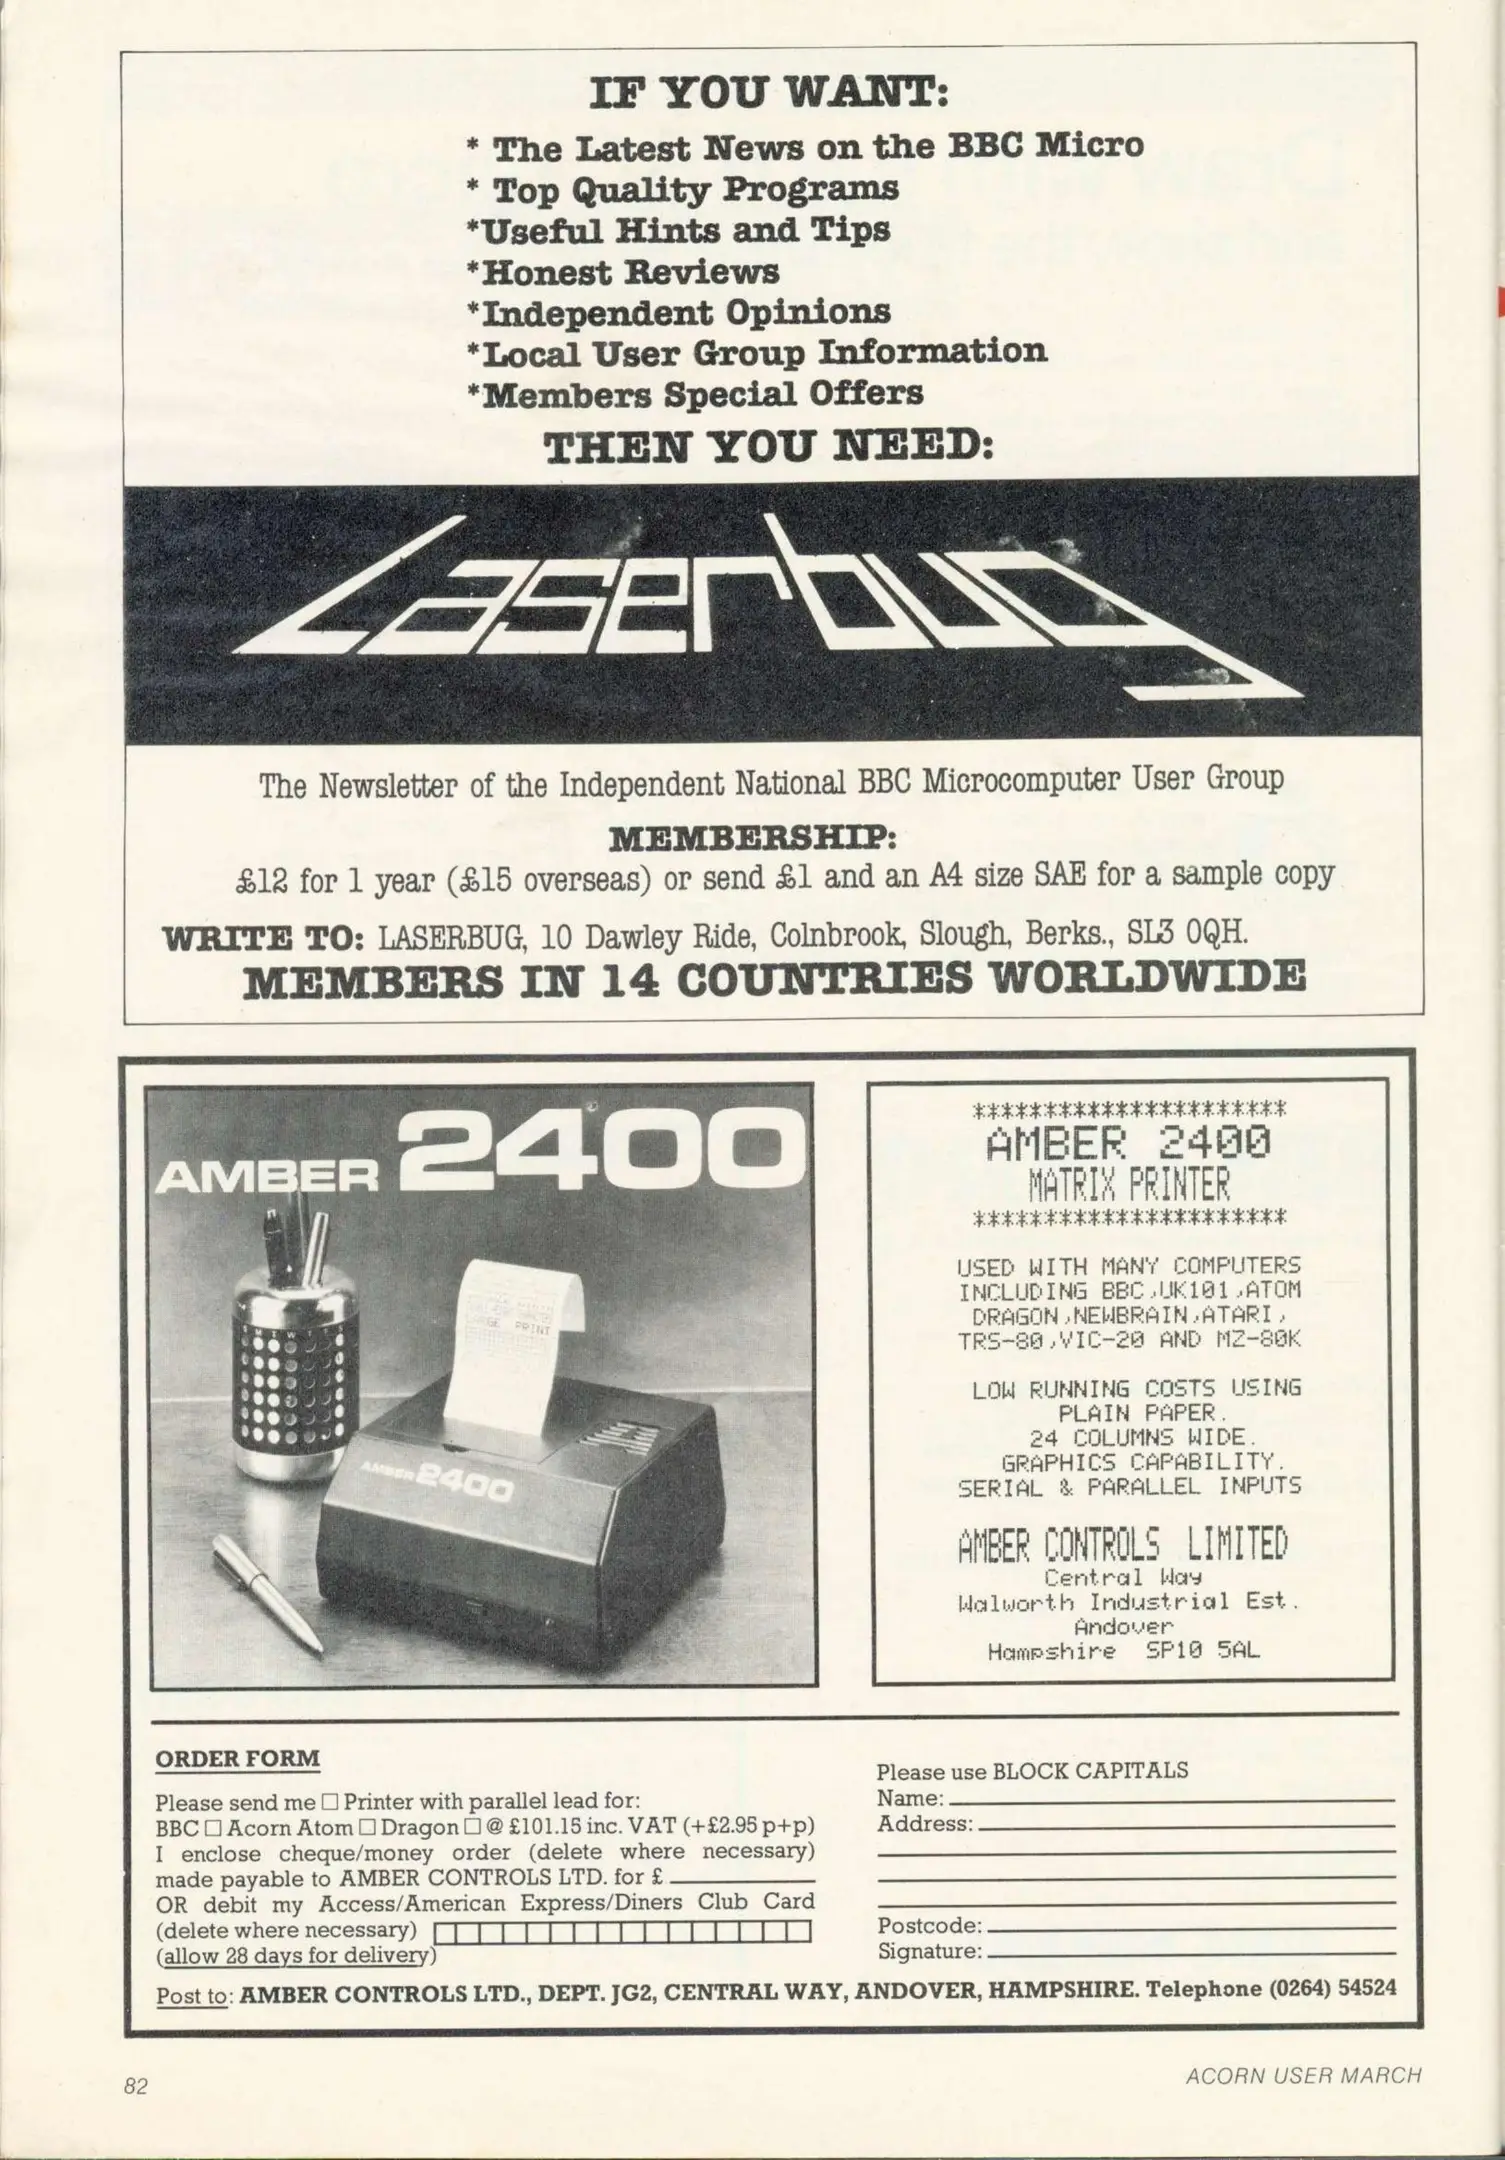 IF YOU WANT:
* The Latest News on the BBC Micro
* Top Quality Programs
*Useful Hints and Tips
*Honest Reviews
*Independent Opinions
*Local User Group Information
*Members Special Offers
THEN YOU NEED:
Laserbug
The Newsletter of the Independent National BBC Microcomputer User Group
MEMBERSHIP:
£12 for 1 year (£15 overseas) or send £1 and an A4 size SAE for a sample copy
WRITE TO: LASERBUG, 10 Dawley Ride, Colnbrook, Slough, Berks., SL3 0QH.
MEMBERS IN 14 COUNTRIES WORLDWIDE
AMBER 2400
PRINT
AMBER 2400
**********************
AMBER 2400
MATRIX PRINTER
**********************
USED WITH MANY COMPUTERS
INCLUDING BBC,UK101,ATOM
DRAGON,NEWBRAIN,ATARI,
TRS-80,VIC-20 AND MZ-80K
LOW RUNNING COSTS USING
PLAIN PAPER.
24 COLUMNS WIDE.
GRAPHICS CAPABILITY.
SERIAL & PARALLEL INPUTS
AMBER CONTROLS LIMITED
Central Way
Walworth Industrial Est.
Andover
Hampshire SP10 5AL
ORDER FORM
Please send me □ Printer with parallel lead for:
BBC □ Acorn Atom □ Dragon □ @ £101.15 inc. VAT (+£2.95 p+p)
I enclose cheque/money order (delete where necessary)
made payable to AMBER CONTROLS LTD. for £
OR debit my Access/American Express/Diners Club Card
(delete where necessary)
(allow 28 days for delivery)
Please use BLOCK CAPITALS
Name:
Address:
Postcode:
Signature:
Post to: AMBER CONTROLS LTD., DEPT. JG2, CENTRAL WAY, ANDOVER, HAMPSHIRE. Telephone (0264) 54524
82
ACORN USER MARCH